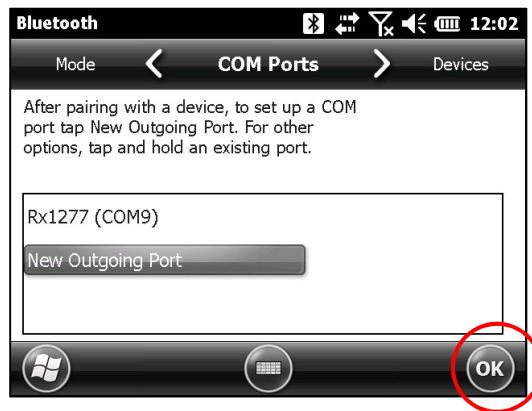 Bluetooth 12:02
Mode COM Ports Devices
After pairing with a device, to set up a COM
port tap New Outgoing Port. For other
options, tap and hold an existing port.
Rx1277 (COM9)
New Outgoing Port
OK